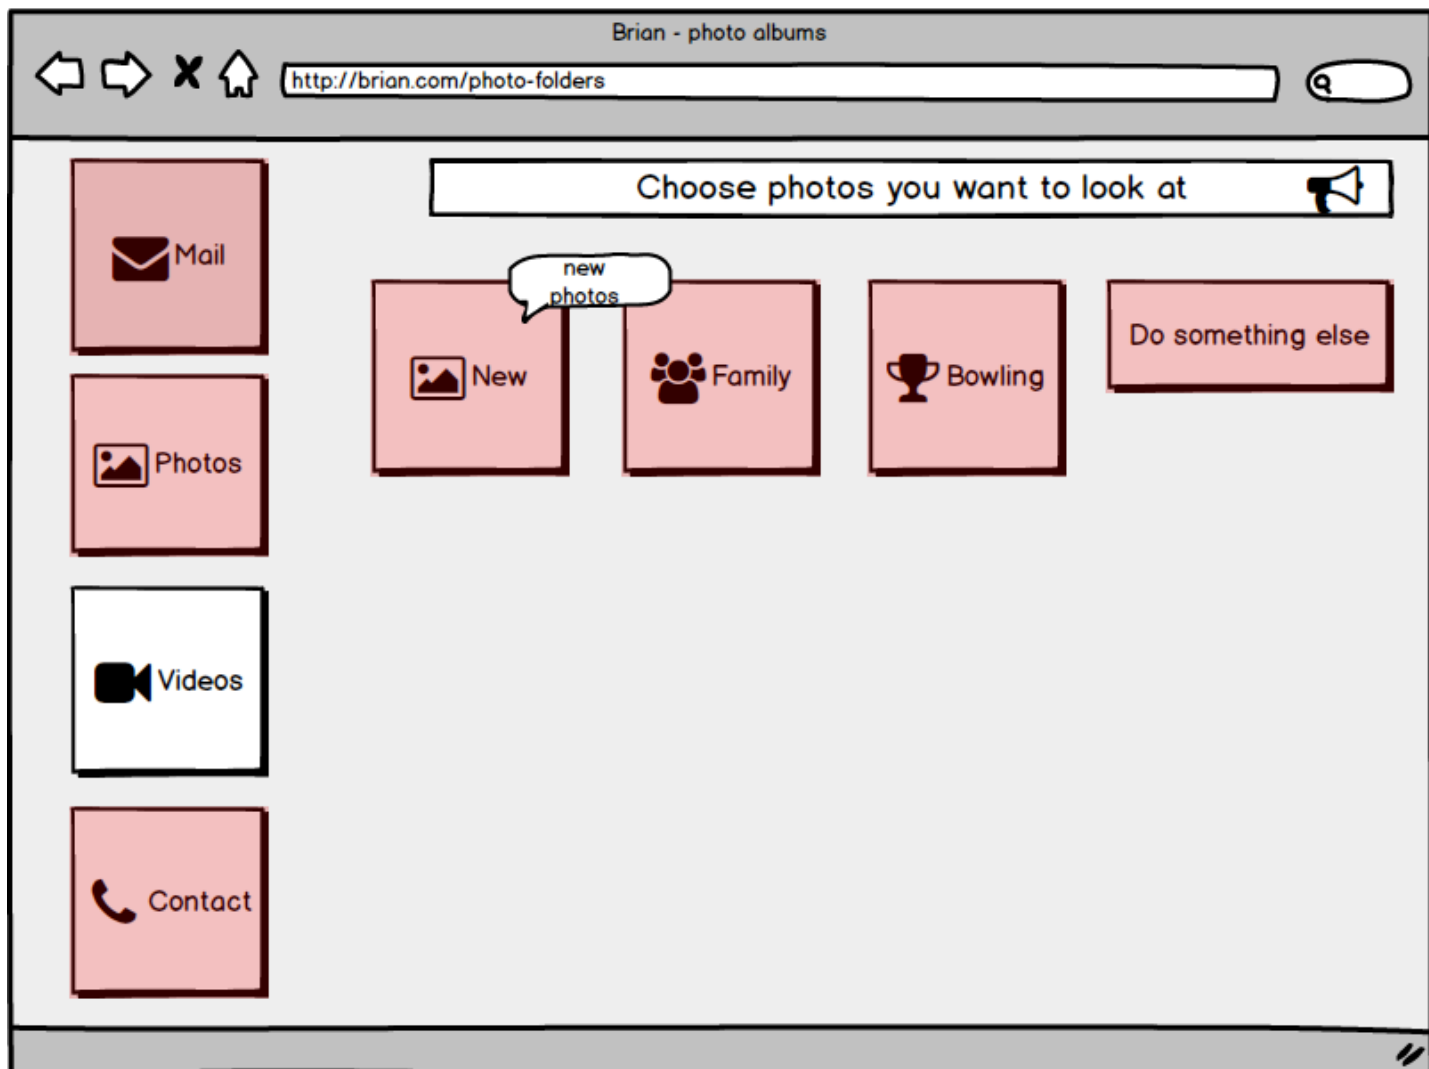 Brian - photo albums
http://brian.com/photo-folders
Choose photos you want to look at
Mail
Photos
Videos
Contact
new
photos
New
Family
Bowling
Do something else